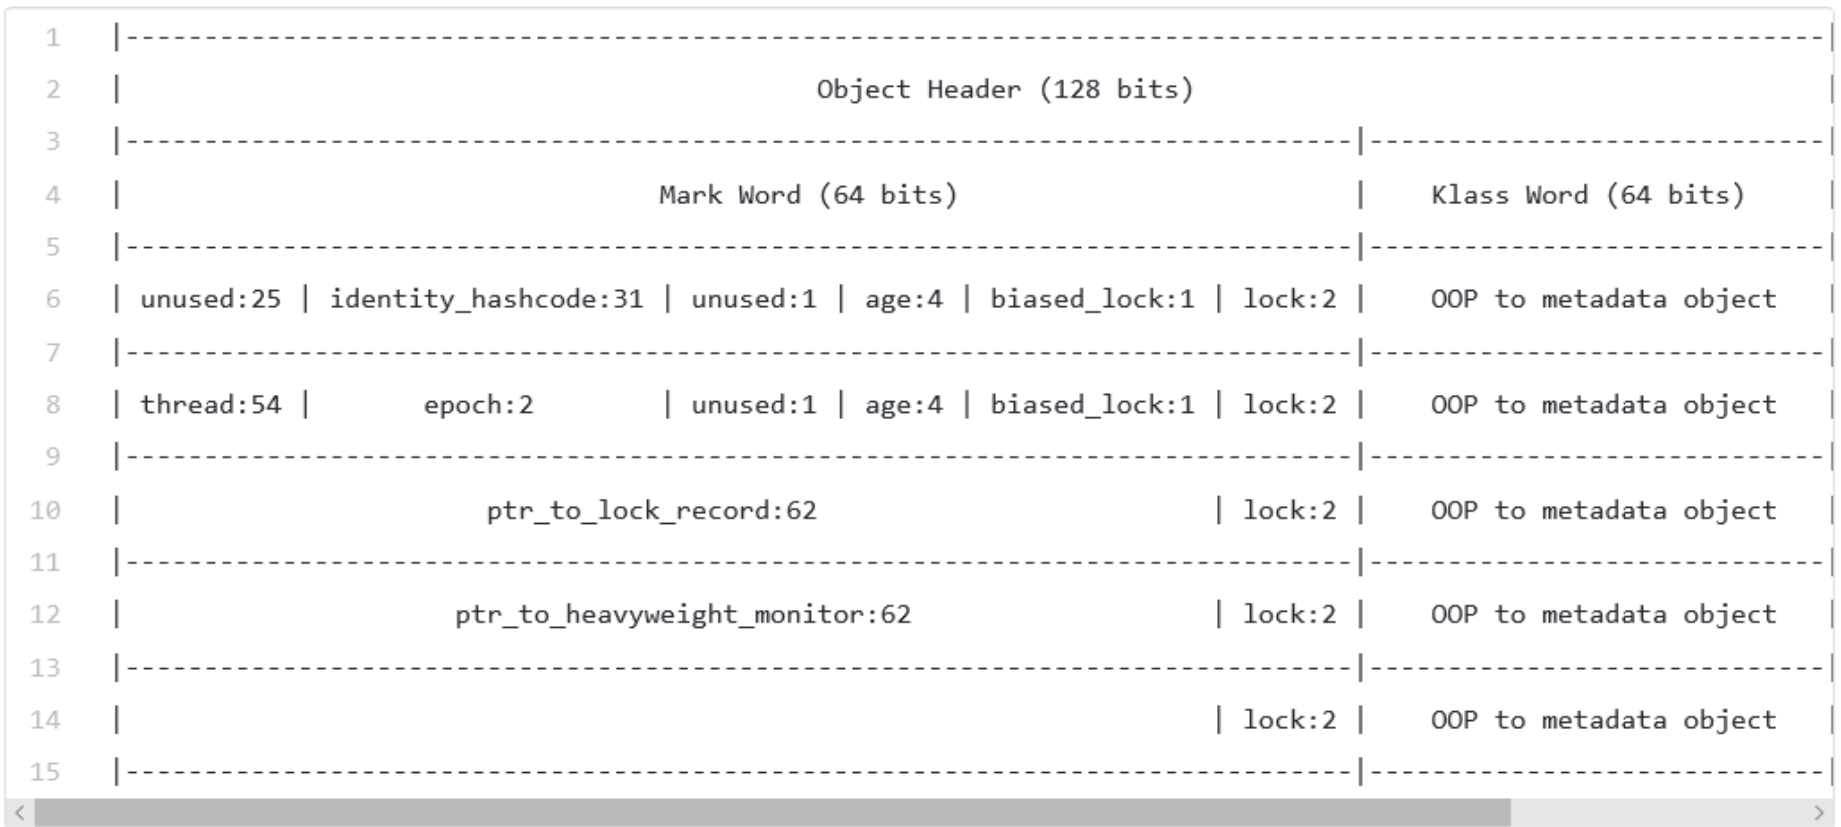 1 |------------------------------------------------------------------------------------------------------------|
2 | Object Header (128 bits) |
3 |------------------------------------------------------------------------------|-----------------------------|
4 | Mark Word (64 bits) | Klass Word (64 bits) |
5 |------------------------------------------------------------------------------|-----------------------------|
6 | unused:25 | identity_hashcode:31 | unused:1 | age:4 | biased_lock:1 | lock:2 | OOP to metadata object |
7 |------------------------------------------------------------------------------|-----------------------------|
8 | thread:54 | epoch:2 | unused:1 | age:4 | biased_lock:1 | lock:2 | OOP to metadata object |
9 |------------------------------------------------------------------------------|-----------------------------|
10 | ptr_to_lock_record:62 | lock:2 | OOP to metadata object |
11 |------------------------------------------------------------------------------|-----------------------------|
12 | ptr_to_heavyweight_monitor:62 | lock:2 | OOP to metadata object |
13 |------------------------------------------------------------------------------|-----------------------------|
14 | | lock:2 | OOP to metadata object |
15 |------------------------------------------------------------------------------|-----------------------------|